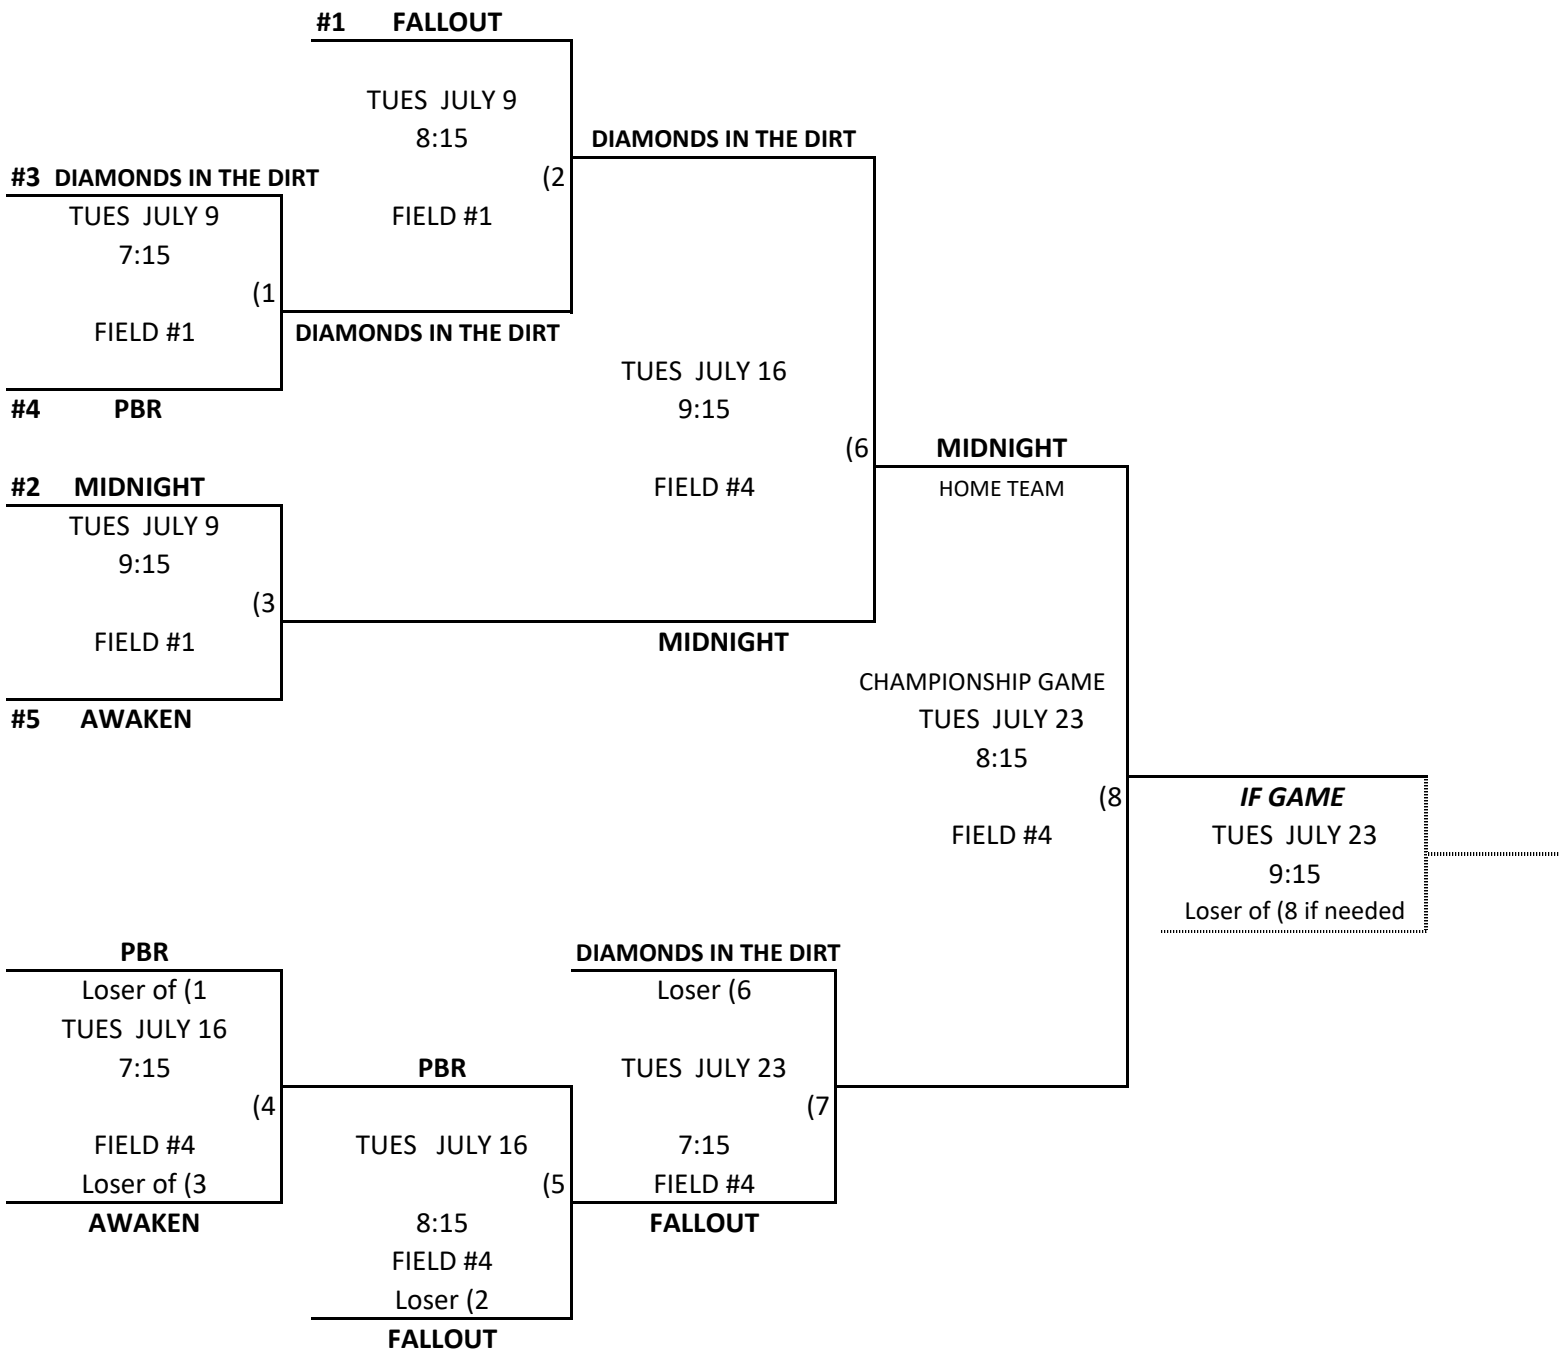 #1 FALLOUT
TUES JULY 9
8:15
(2
FIELD #1
DIAMONDS IN THE DIRT
#3 DIAMONDS IN THE DIRT
TUES JULY 9
7:15
(1
FIELD #1
DIAMONDS IN THE DIRT
#4 PBR
TUES JULY 16
9:15
(6
FIELD #4
MIDNIGHT
HOME TEAM
#2 MIDNIGHT
TUES JULY 9
9:15
(3
FIELD #1
MIDNIGHT
#5 AWAKEN
CHAMPIONSHIP GAME
TUES JULY 23
8:15
(8
FIELD #4
IF GAME
TUES JULY 23
9:15
Loser of (8 if needed
PBR
Loser of (1
TUES JULY 16
7:15
(4
FIELD #4
Loser of (3
AWAKEN
PBR
TUES JULY 16
(5
8:15
FIELD #4
Loser (2
FALLOUT
DIAMONDS IN THE DIRT
Loser (6
TUES JULY 23
(7
7:15
FIELD #4
FALLOUT